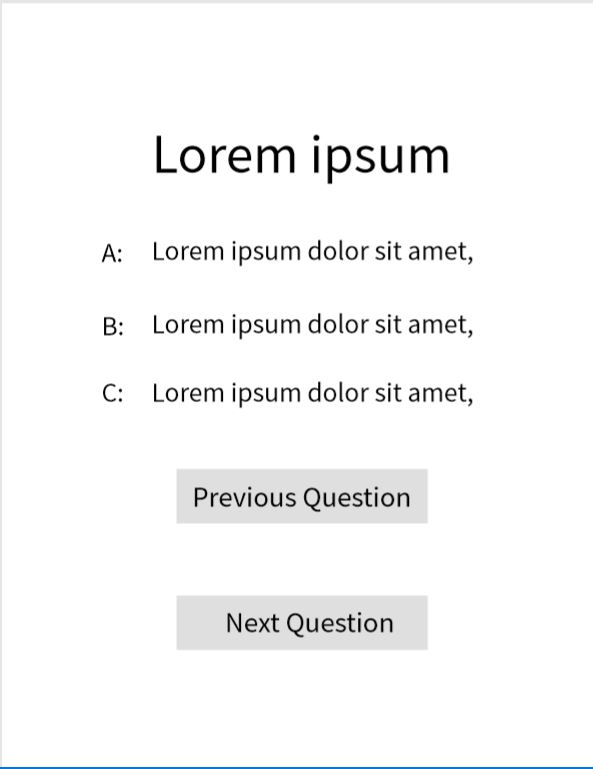 Lorem ipsum
A: Lorem ipsum dolor sit amet,
B: Lorem ipsum dolor sit amet,
C: Lorem ipsum dolor sit amet,
Previous Question
Next Question